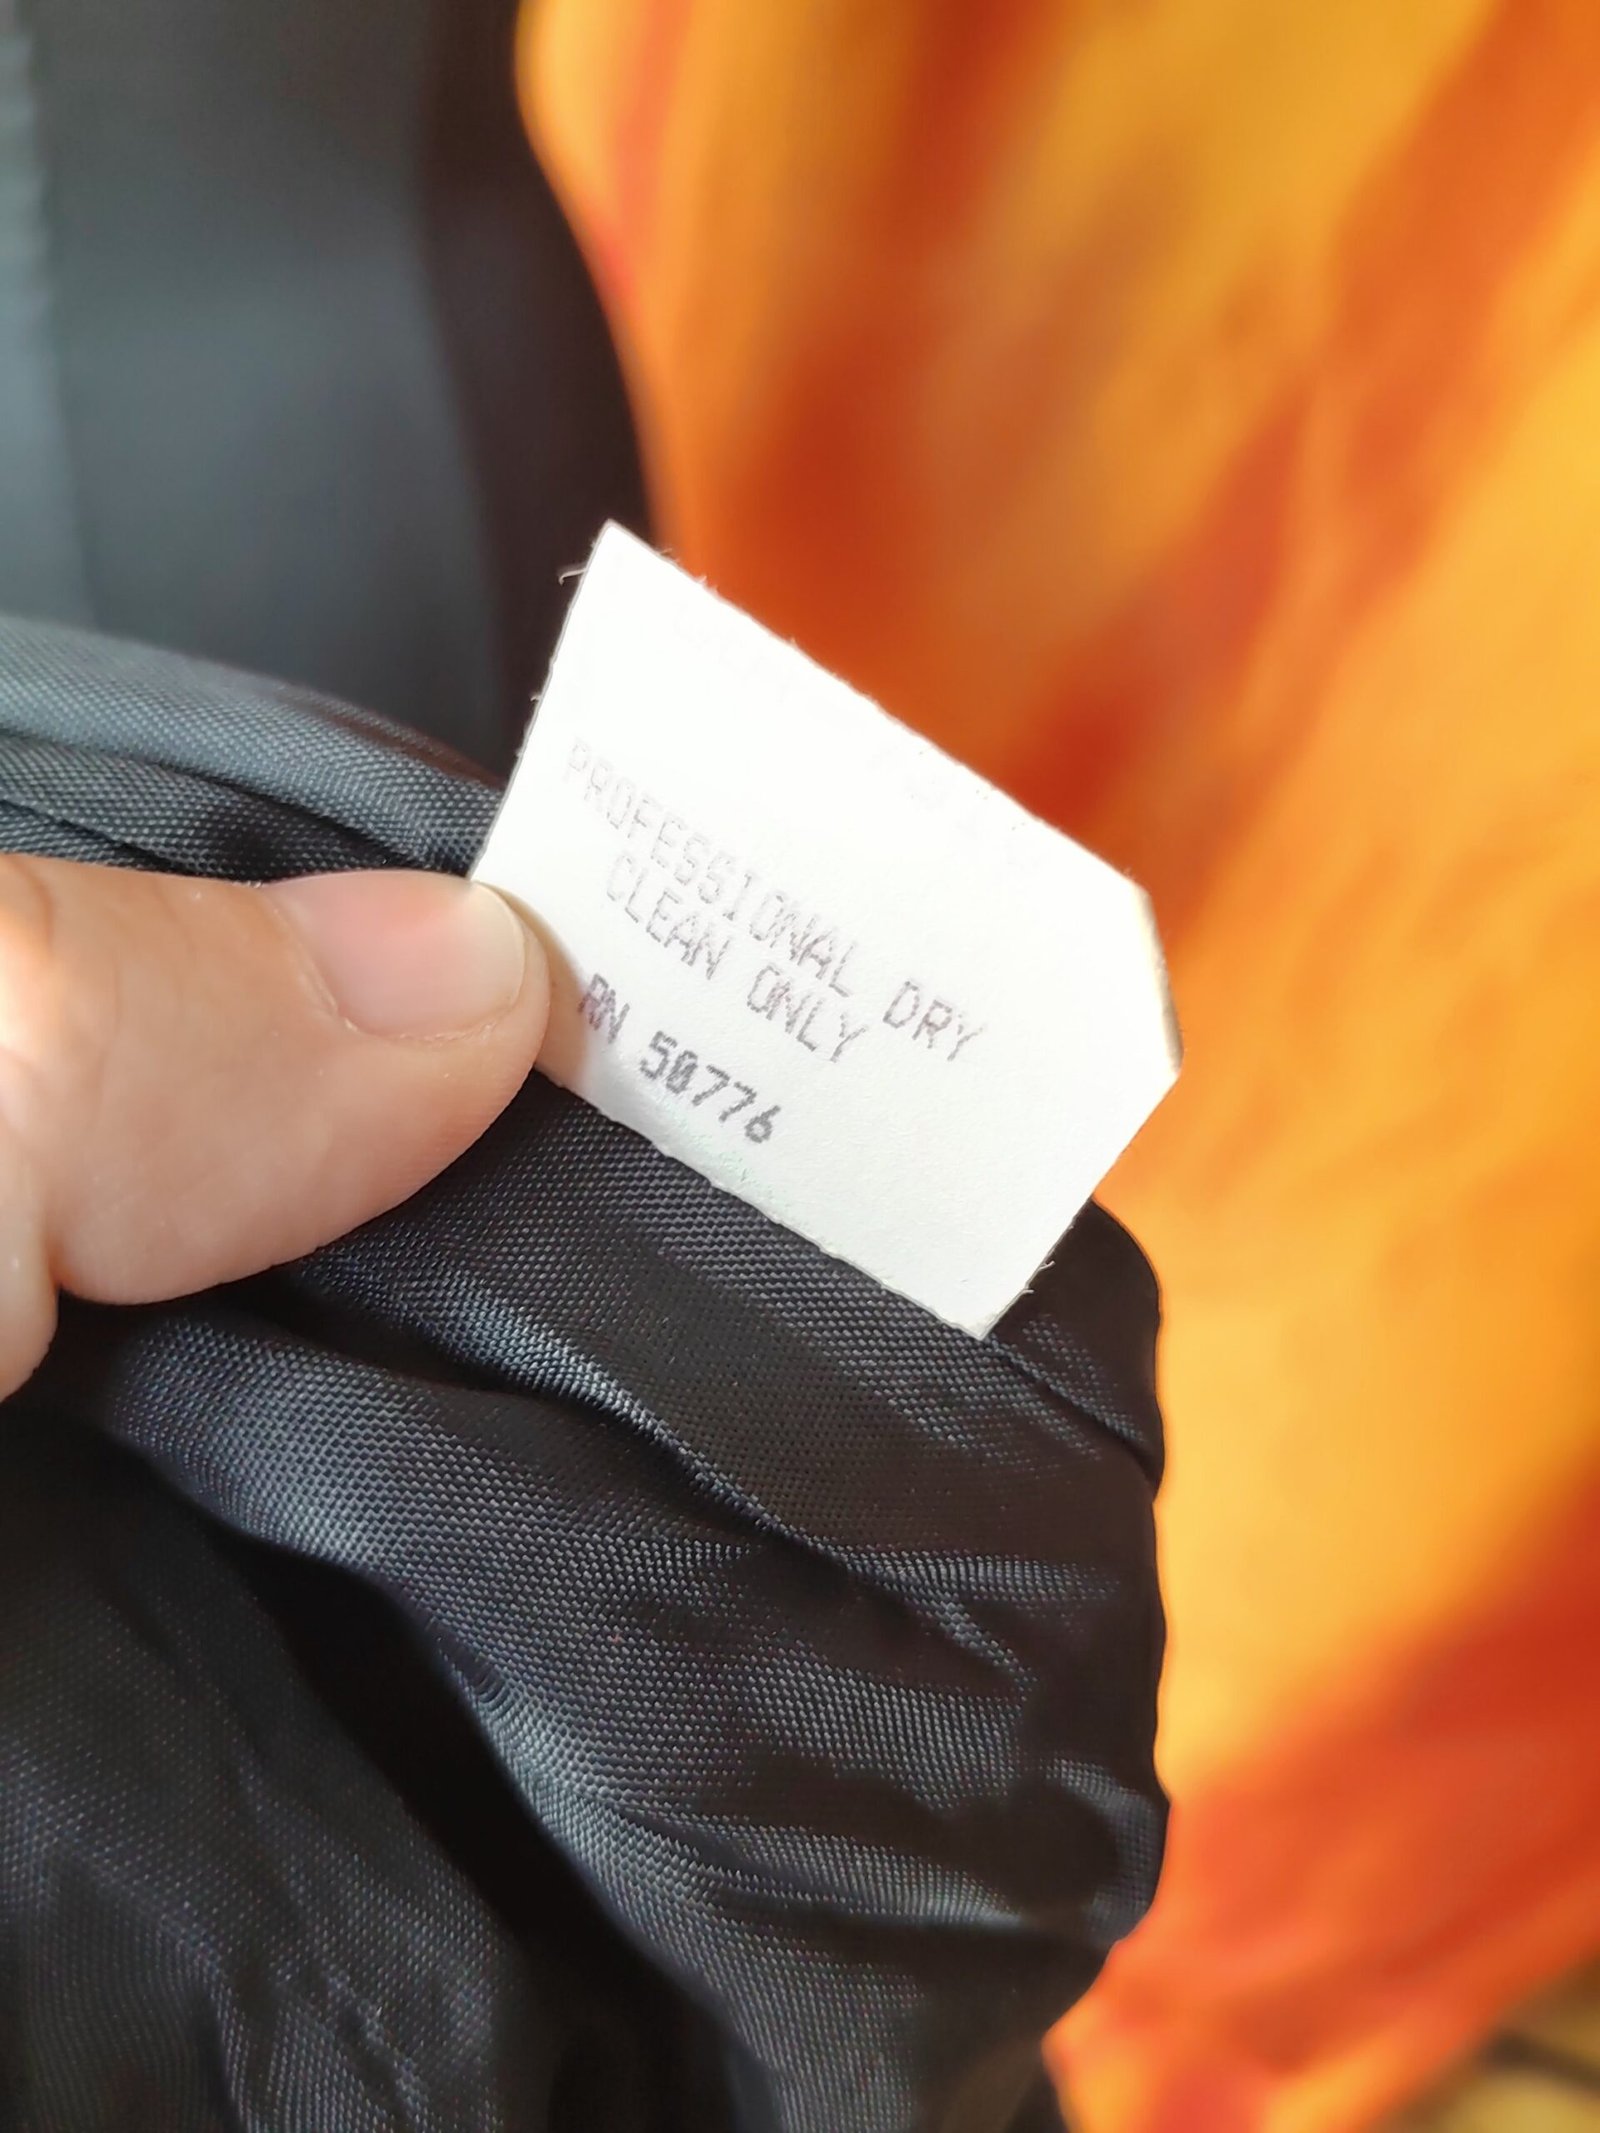 PROFESSIONAL DRY
CLEAN ONLY
RN 50776